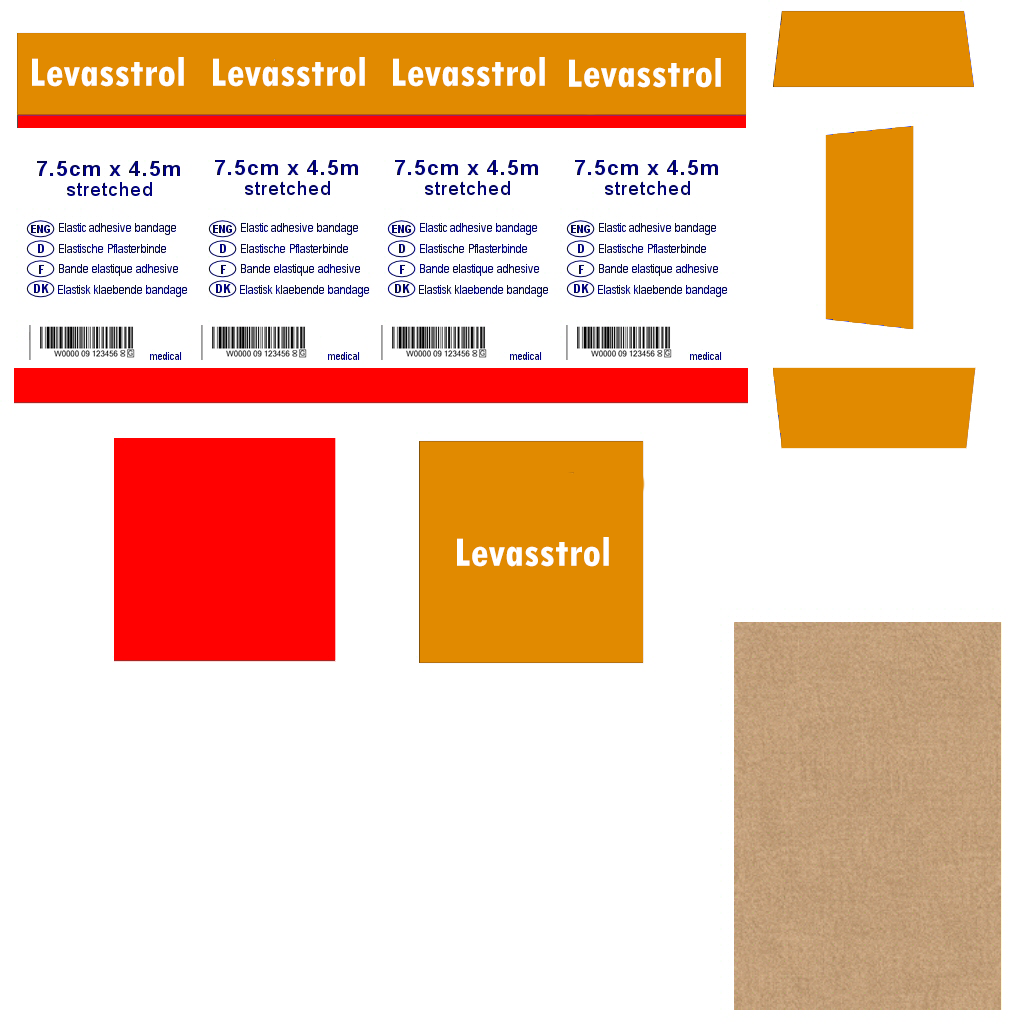 Levasstrol Levasstrol Levasstrol Levasstrol
7.5cm x 4.5m 7.5cm x 4.5m 7.5cm x 4.5m 7.5cm x 4.5m
stretched stretched stretched stretched
ENG Elastic adhesive bandage ENG Elastic adhesive bandage ENG Elastic adhesive bandage ENG Elastic adhesive bandage
D Elastische Pflasterbinde D Elastische Pflasterbinde D Elastische Pflasterbinde D Elastische Pflasterbinde
F Bande elastique adhesive F Bande elastique adhesive F Bande elastique adhesive F Bande elastique adhesive
DK Elastisk klaebende bandage DK Elastisk klaebende bandage DK Elastisk klaebende bandage DK Elastisk klaebende bandage
W0000 09 123456 W0000 09 123456 W0000 09 123456 W0000 09 123456
medical medical medical medical
Levasstrol